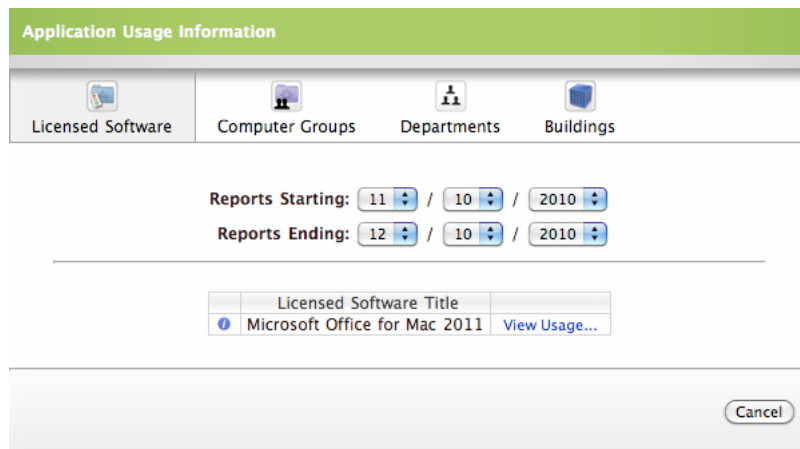 Application Usage Information
Licensed Software Computer Groups Departments Buildings
Reports Starting: 11 / 10 / 2010
Reports Ending: 12 / 10 / 2010
Licensed Software Title
Microsoft Office for Mac 2011 View Usage...
Cancel